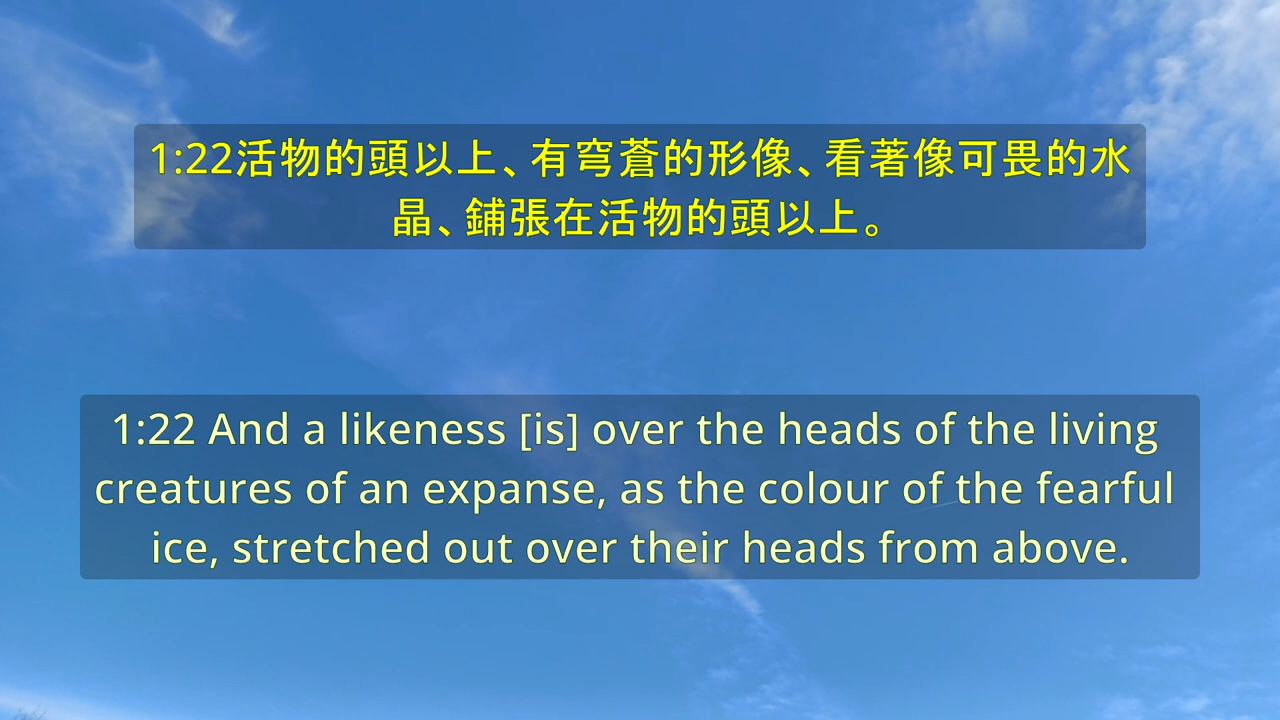 1:22活物的頭以上、有穹蒼的形像、看著像可畏的水
晶、鋪張在活物的頭以上。
1:22 And a likeness [is] over the heads of the living
creatures of an expanse, as the colour of the fearful
ice, stretched out over their heads from above.